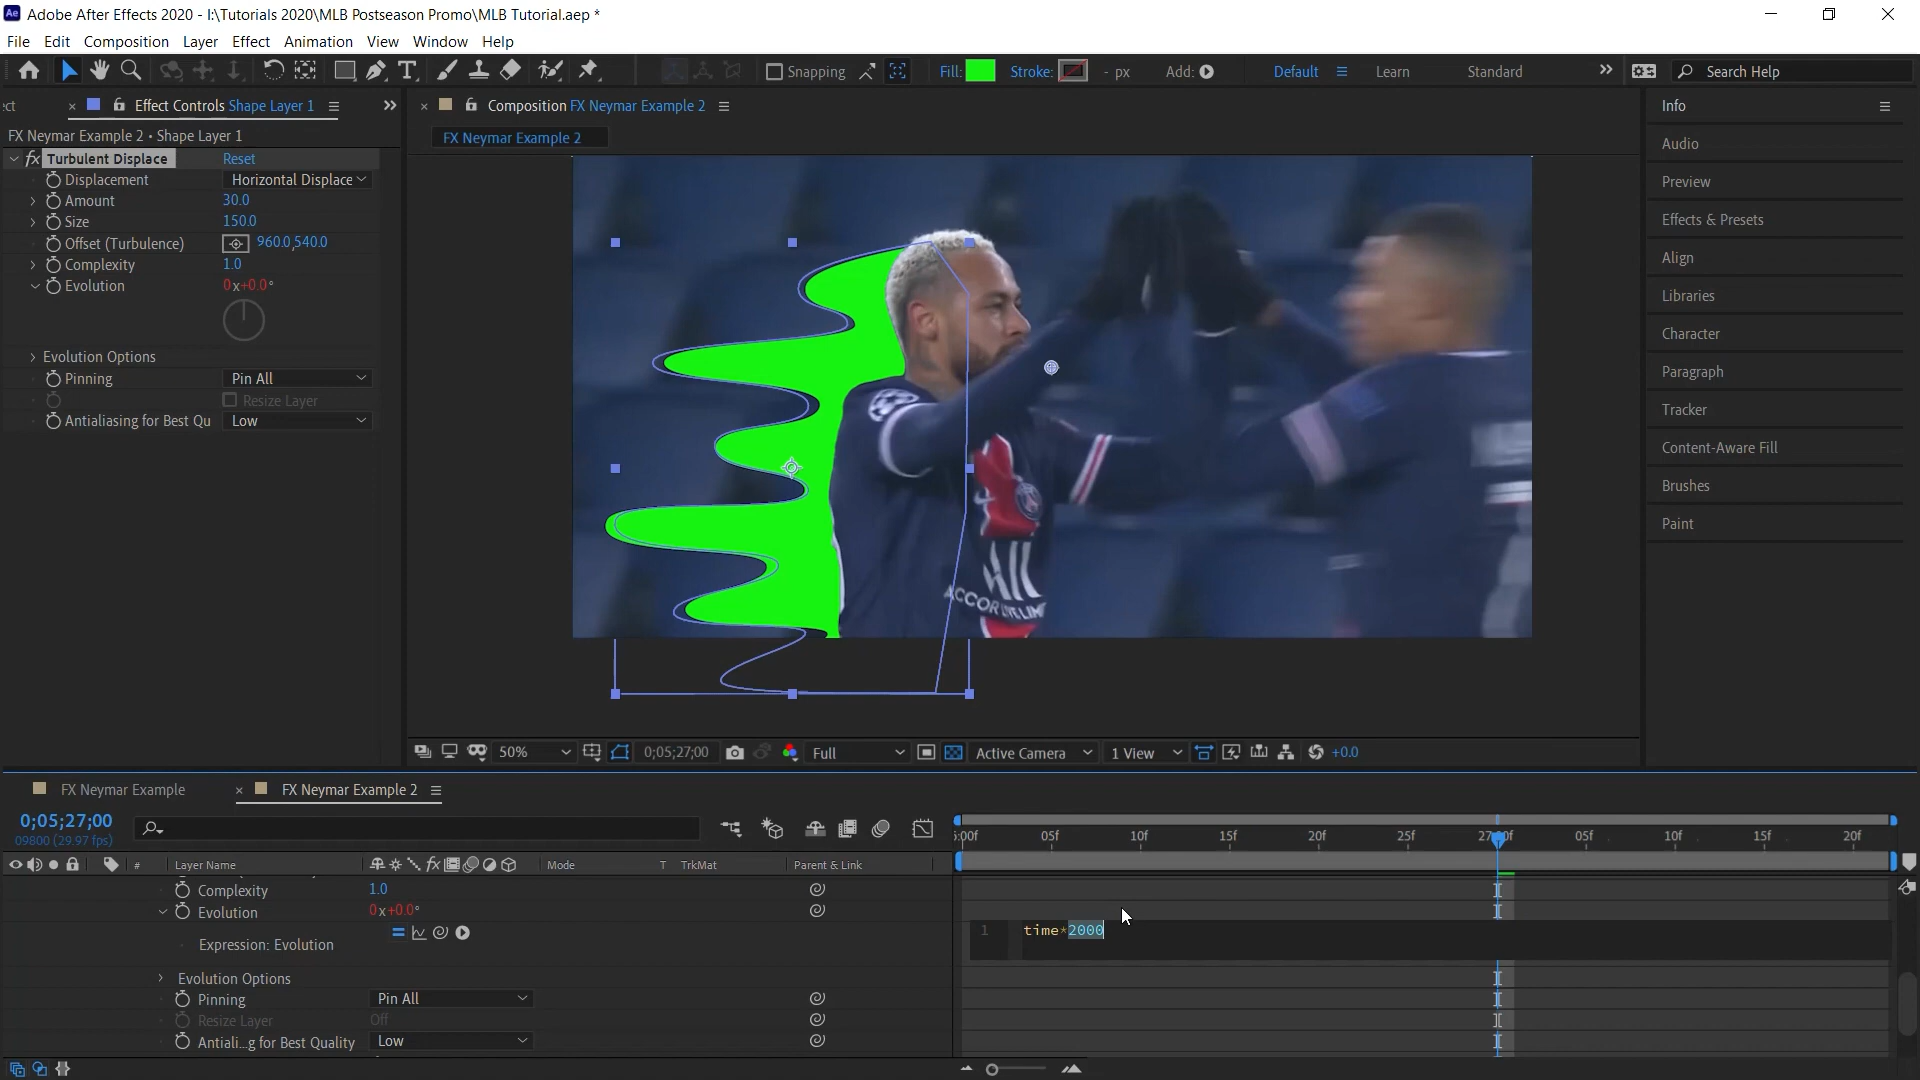 Adobe After Effects 2020 - I:\Tutorials 2020\MLB Postseason Promo\MLB Tutorial.aep *
File Edit Composition Layer Effect Animation View Window Help
Snapping Fill: Stroke: - px Add: Default Learn Standard Search Help
ect Effect Controls Shape Layer 1
Composition FX Neymar Example 2
Info
FX Neymar Example 2 • Shape Layer 1
FX Neymar Example 2
fx Turbulent Displace Reset
Displacement Horizontal Displace
Amount 30.0
Size 150.0
Offset (Turbulence) 960.0,540.0
Complexity 1.0
Evolution 0x+0.0°
Evolution Options
Pinning Pin All
Resize Layer
Antialiasing for Best Qu Low
Audio
Preview
Effects & Presets
Align
Libraries
Character
Paragraph
Tracker
Content-Aware Fill
Brushes
Paint
ACCOR LIVE LIM
50% 0;05;27;00 Full Active Camera 1 View +0.0
FX Neymar Example FX Neymar Example 2
0;05;27;00
09800 (29.97 fps)
5:00f 05f 10f 15f 20f 25f 27:00f 05f 10f 15f 20f
# Layer Name fx Mode T TrkMat Parent & Link
Complexity 1.0
Evolution 0x+0.0°
Expression: Evolution
1 time*2000
Evolution Options
Pinning Pin All
Resize Layer Off
Antiali...g for Best Quality Low